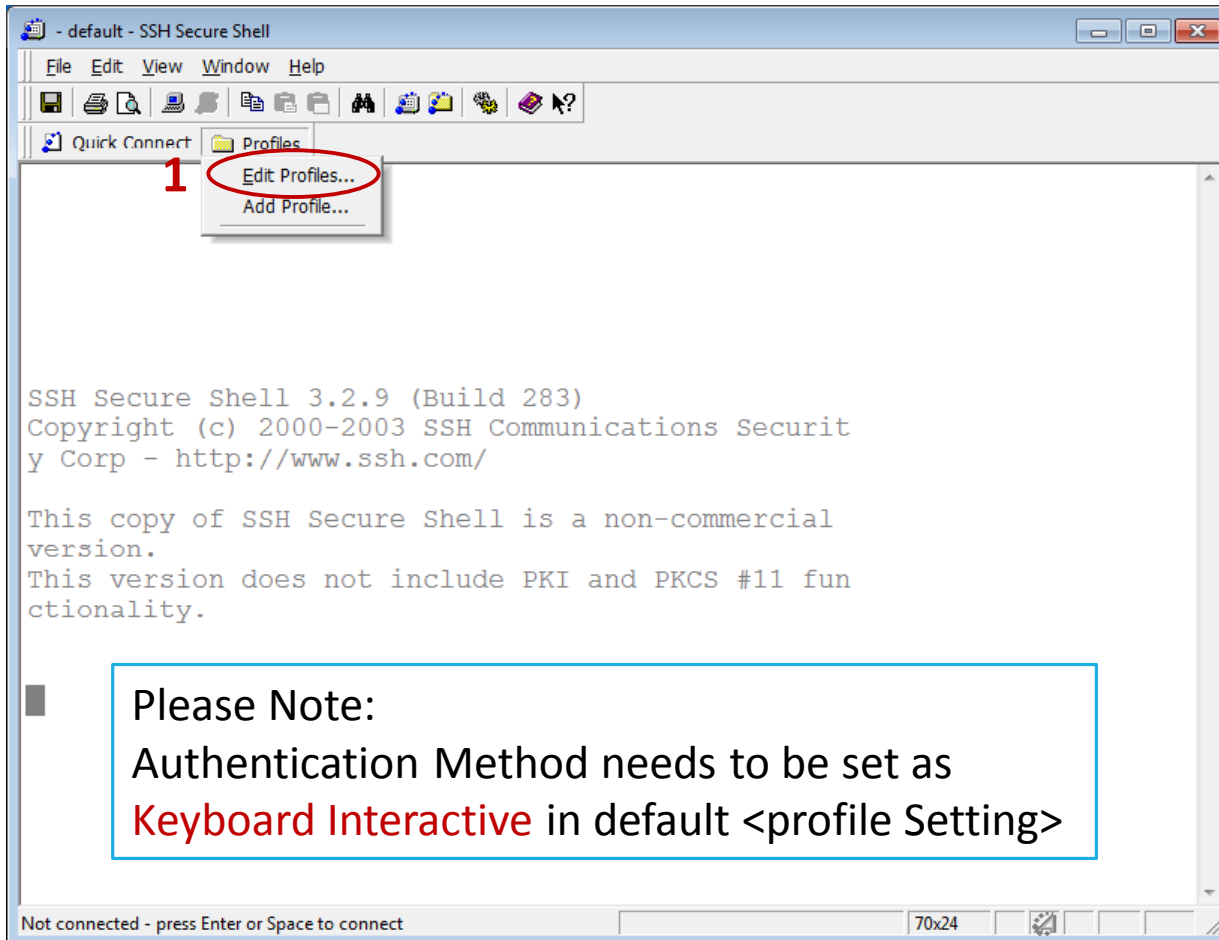 - default - SSH Secure Shell
File Edit View Window Help
Quick Connect Profiles
1
Edit Profiles...
Add Profile...
SSH Secure Shell 3.2.9 (Build 283)
Copyright (c) 2000-2003 SSH Communications Securit
y Corp - http://www.ssh.com/
This copy of SSH Secure Shell is a non-commercial
version.
This version does not include PKI and PKCS #11 fun
ctionality.
Please Note:
Authentication Method needs to be set as
Keyboard Interactive in default <profile Setting>
Not connected - press Enter or Space to connect
70x24